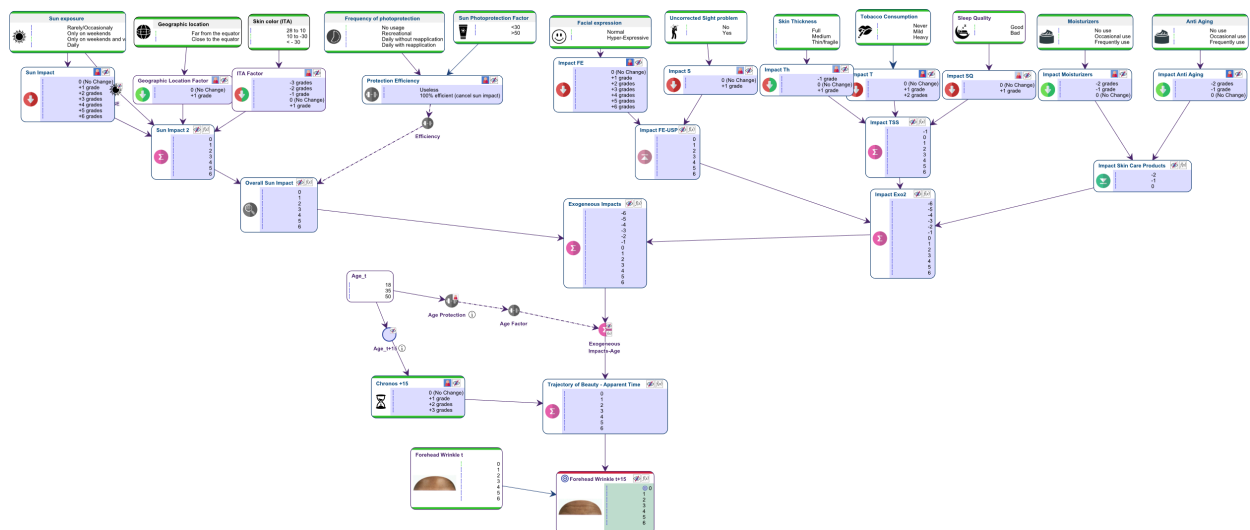 Sun exposure
Rarely/Occasionaly
Only on weekends
Only on weekends and v
Daily
Geographic location
Far from the equator
Close to the equator
Skin color (ITA)
28 to 10
10 to -30
< - 30
Frequency of photoprotection
No usage
Recreational
Daily without reapplication
Daily with reapplication
Sun Photoprotection Factor
<30
>50
Facial expression
Normal
Hyper-Expressive
Uncorrected Sight problem
No
Yes
Skin Thickness
Full
Medium
Thin/fragile
Tobacco Consumption
Never
Mild
Heavy
Sleep Quality
Good
Bad
Moisturizers
No use
Occasional use
Frequently use
Anti Aging
No use
Occasional use
Frequently use
Sun Impact
0 (No Change)
+1 grade
+2 grades
+3 grades
+4 grades
+5 grades
+6 grades
Geographic Location Factor
0 (No Change)
+1 grade
ITA Factor
-3 grades
-2 grades
-1 grades
0 (No Change)
+1 grade
Protection Efficiency
Useless
100% efficient (cancel sun impact)
Impact FE
0 (No Change)
+1 grade
+2 grades
+3 grades
+4 grades
+5 grades
+6 grades
Impact S
0 (No Change)
+1 grade
Impact Th
-1 grade
0 (No Change)
+1 grade
mpact T
0 (No Change)
+1 grade
+2 grades
Impact SQ
0 (No Change)
+1 grade
Impact Moisturizers
-2 grades
-1 grade
0 (No Change)
Impact Anti Aging
-2 grades
-1 grade
0 (No Change)
Sun Impact 2
0
1
2
3
4
5
6
Efficiency
Impact FE-USP
0
1
2
3
4
5
6
Impact TSS
-1
0
1
2
3
4
5
6
Impact Skin Care Products
-2
-1
0
Overall Sun Impact
0
1
2
3
4
5
6
Exogeneous Impacts
-6
-5
-4
-3
-2
-1
0
1
2
3
4
5
6
Impact Exo2
-6
-5
-4
-3
-2
-1
0
1
2
3
4
5
6
Age_t
18
35
50
Age Protection
Age Factor
Exogeneous
Impacts-Age
Age_t+15
Chronos +15
0 (No Change)
+1 grade
+2 grades
+3 grades
Trajectory of Beauty - Apparent Time
0
1
2
3
4
5
6
Forehead Wrinkle t
0
1
2
3
4
5
6
Forehead Wrinkle t+15
0
1
2
3
4
5
6